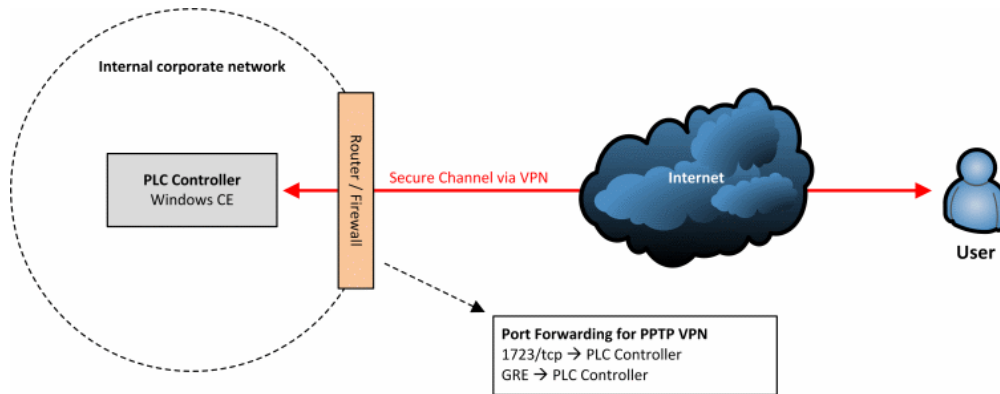 Internal corporate network
PLC Controller
Windows CE
Router / Firewall
Secure Channel via VPN
Internet
User
Port Forwarding for PPTP VPN
1723/tcp → PLC Controller
GRE → PLC Controller